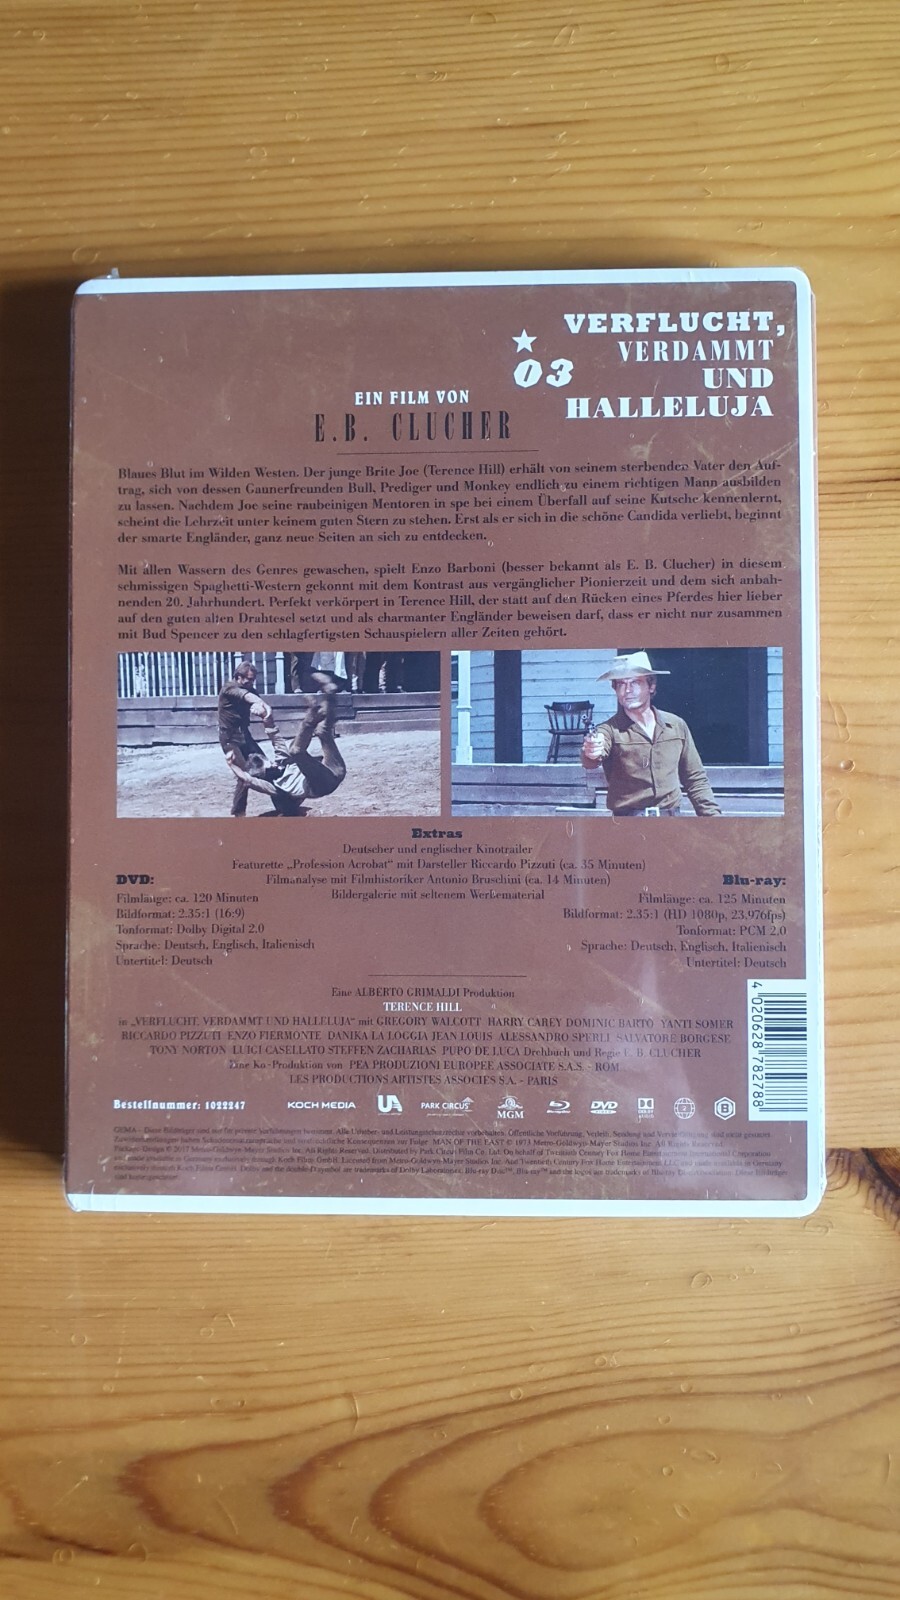 VERFLUCHT,
VERDAMMT
UND
HALLELUJA
03
EIN FILM VON
E.B. CLUCHER
Blaues Blut im Wilden Westen. Der junge Brite Joe (Terence Hill) erhält von seinem sterbenden Vater den Auf-
trag, sich von dessen Gaunerfreunden Bull, Prediger und Monkey endlich zu einem richtigen Mann ausbilden
zu lassen. Nachdem Joe seine raubeinigen Mentoren in spe bei einem Überfall auf seine Kutsche kennenlernt,
scheint die Lehrzeit unter keinem guten Stern zu stehen. Erst als er sich in die schöne Candida verliebt, beginnt
der smarte Engländer, ganz neue Seiten an sich zu entdecken.
Mit allen Wassern des Genres gewaschen, spielt Enzo Barboni (besser bekannt als E. B. Clucher) in diesem
schmissigen Spaghetti-Western gekonnt mit dem Kontrast aus vergänglicher Pionierzeit und dem sich anbah-
nenden 20. Jahrhundert. Perfekt verkörpert in Terence Hill, der statt auf den Rücken eines Pferdes hier lieber
auf den guten alten Drahtesel setzt und als charmanter Engländer beweisen darf, dass er nicht nur zusammen
mit Bud Spencer zu den schlagfertigsten Schauspielern aller Zeiten gehört.
Extras
Deutscher und englischer Kinotrailer
Featurette „Profession Acrobat“ mit Darsteller Riccardo Pizzuti (ca. 35 Minuten)
Filmanalyse mit Filmhistoriker Antonio Bruschini (ca. 14 Minuten)
Bildergalerie mit seltenem Werbematerial
DVD:
Filmlänge: ca. 120 Minuten
Bildformat: 2.35:1 (16:9)
Tonformat: Dolby Digital 2.0
Sprache: Deutsch, Englisch, Italienisch
Untertitel: Deutsch
Blu-ray:
Filmlänge: ca. 125 Minuten
Bildformat: 2.35:1 (HD 1080p, 23.976fps)
Tonformat: PCM 2.0
Sprache: Deutsch, Englisch, Italienisch
Untertitel: Deutsch
Eine ALBERTO GRIMALDI Produktion
TERENCE HILL
in „VERFLUCHT, VERDAMMT UND HALLELUJA“ mit GREGORY WALCOTT HARRY CAREY DOMINIC BARTO YANTI SOMER
RICCARDO PIZZUTI ENZO FIERMONTE DANIKA LA LOGGIA JEAN LOUIS ALESSANDRO SPERLI SALVATORE BORGESE
TONY NORTON LUIGI CASELLATO STEFFEN ZACHARIAS PUPO DE LUCA Drehbuch und Regie E. B. CLUCHER
Eine Ko-Produktion von PEA PRODUZIONI EUROPEE ASSOCIATE S.A.S. - ROM
LES PRODUCTIONS ARTISTES ASSOCIÉS S.A. - PARIS
4 020628 782788
Bestellnummer: 1022247
KOCH MEDIA
UA
PARK CIRCUS
MGM
DVD
DOLBY
2
B